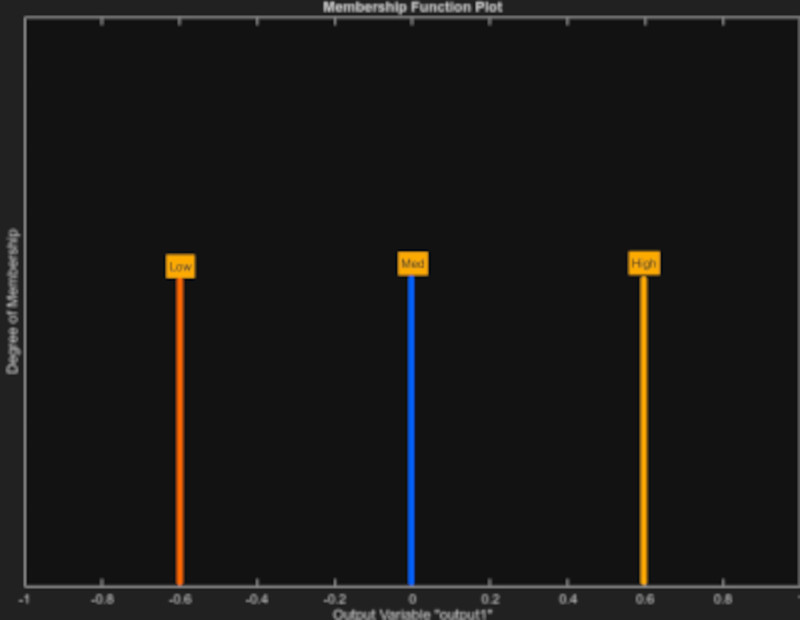 Membership Function Plot
Degree of Membership
Low
Med
High
-1 -0.8 -0.6 -0.4 -0.2 0 0.2 0.4 0.6 0.8
Output Variable "output1"